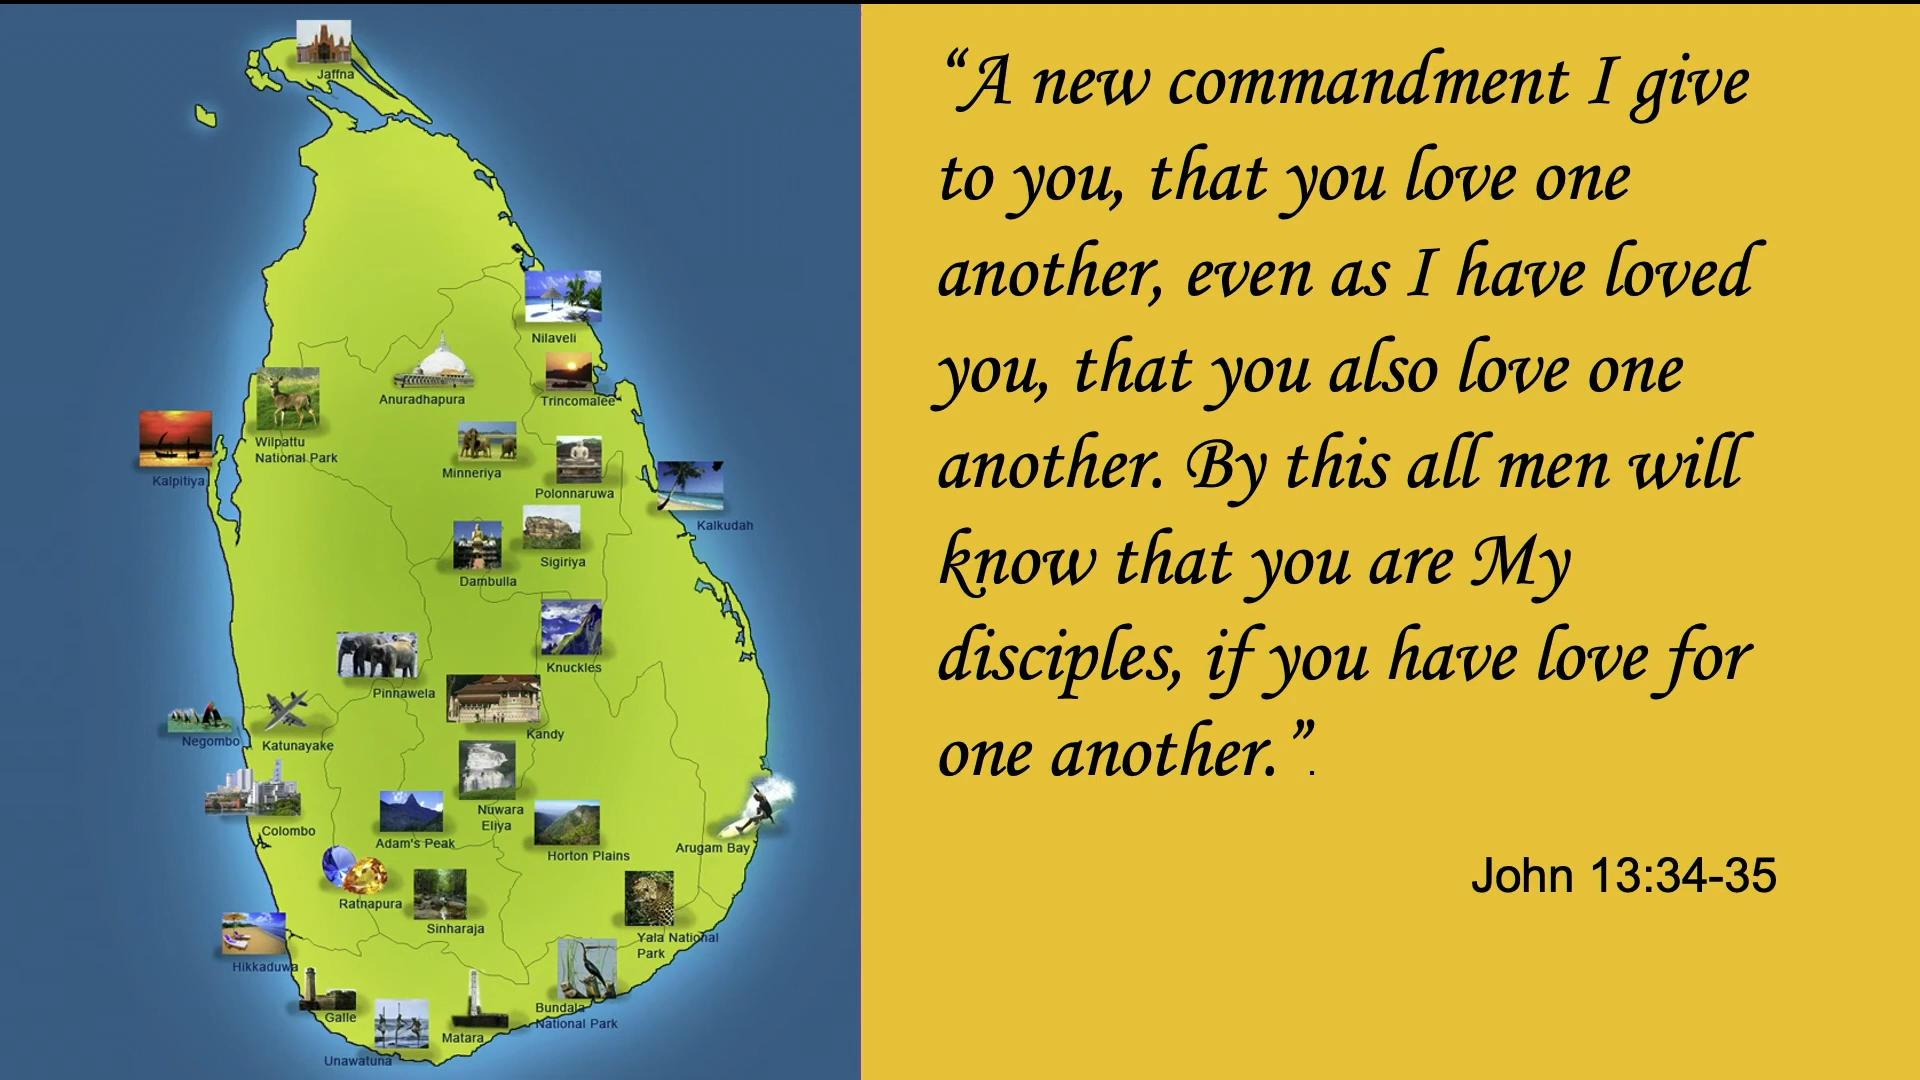 Jaffna
Nilaveli
Anuradhapura
Trincomalee
Wilpattu
National Park
Kalpitiya
Minneriya
Polonnaruwa
Kalkudah
Sigiriya
Dambulla
Knuckles
Pinnawela
Kandy
Negombo
Katunayake
Nuwara
Eliya
Colombo
Adam's Peak
Horton Plains
Arugam Bay
Ratnapura
Sinharaja
Yala National
Park
Hikkaduwa
Bundala
National Park
Galle
Matara
Unawatuna
“A new commandment I give
to you, that you love one
another, even as I have loved
you, that you also love one
another. By this all men will
know that you are My
disciples, if you have love for
one another.”.
John 13:34-35